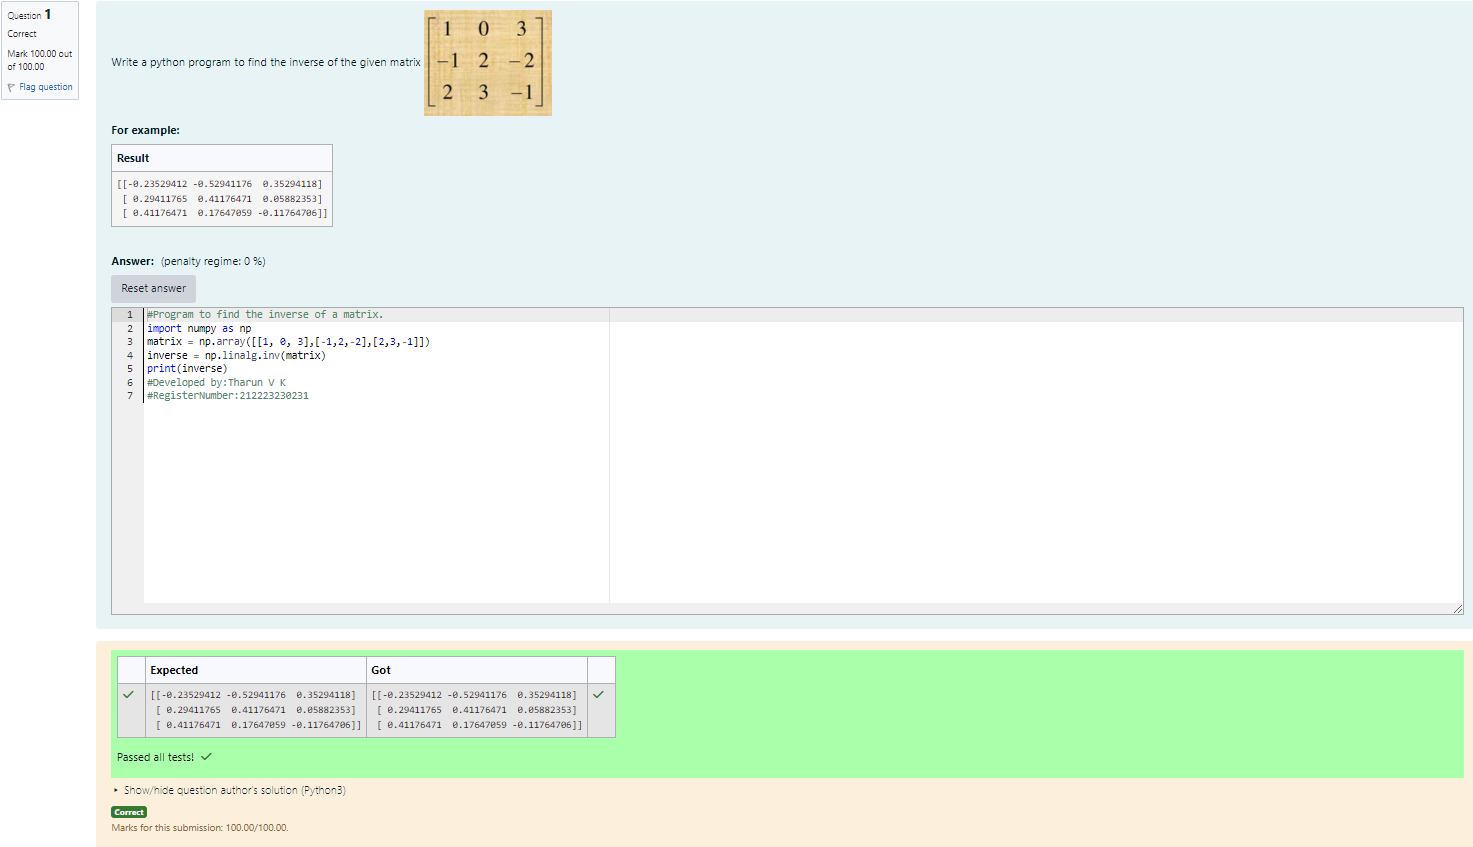 Question 1
Correct
Mark 100.00 out
of 100.00
Flag question
Write a python program to find the inverse of the given matrix
1 0 3
-1 2 -2
2 3 -1
For example:
Result
[[-0.23529412 -0.52941176  0.35294118]
 [ 0.29411765  0.41176471  0.05882353]
 [ 0.41176471  0.17647059 -0.11764706]]
Answer: (penalty regime: 0 %)
Reset answer
1 #Program to find the inverse of a matrix.
2 import numpy as np
3 matrix = np.array([[1, 0, 3],[-1,2,-2],[2,3,-1]])
4 inverse = np.linalg.inv(matrix)
5 print(inverse)
6 #Developed by:Tharun V K
7 #RegisterNumber:212223230231
Expected Got
[[-0.23529412 -0.52941176  0.35294118] [[-0.23529412 -0.52941176  0.35294118]
 [ 0.29411765  0.41176471  0.05882353]  [ 0.29411765  0.41176471  0.05882353]
 [ 0.41176471  0.17647059 -0.11764706]]  [ 0.41176471  0.17647059 -0.11764706]]
Passed all tests!
Show/hide question author's solution (Python3)
Correct
Marks for this submission: 100.00/100.00.